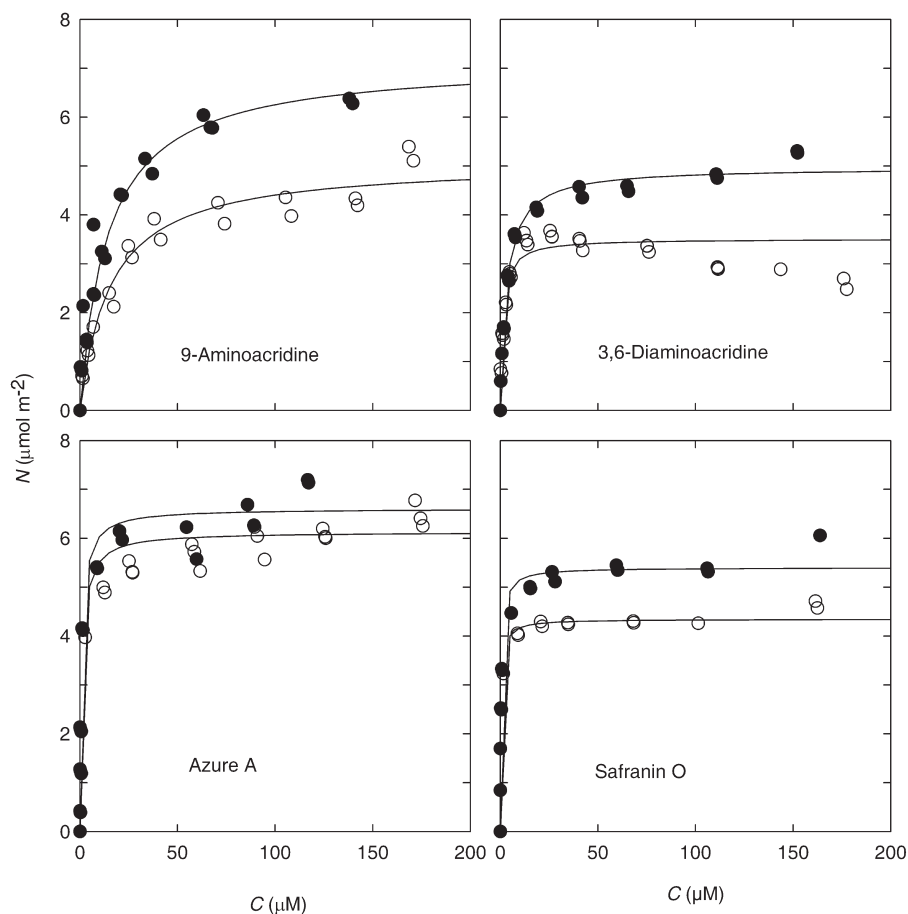 8
6
4
2
0
9-Aminoacridine
3,6-Diaminoacridine
N (μmol m⁻²)
8
6
4
2
0
Azure A
Safranin O
0 50 100 150 200 0 50 100 150 200
C (μM) C (μM)